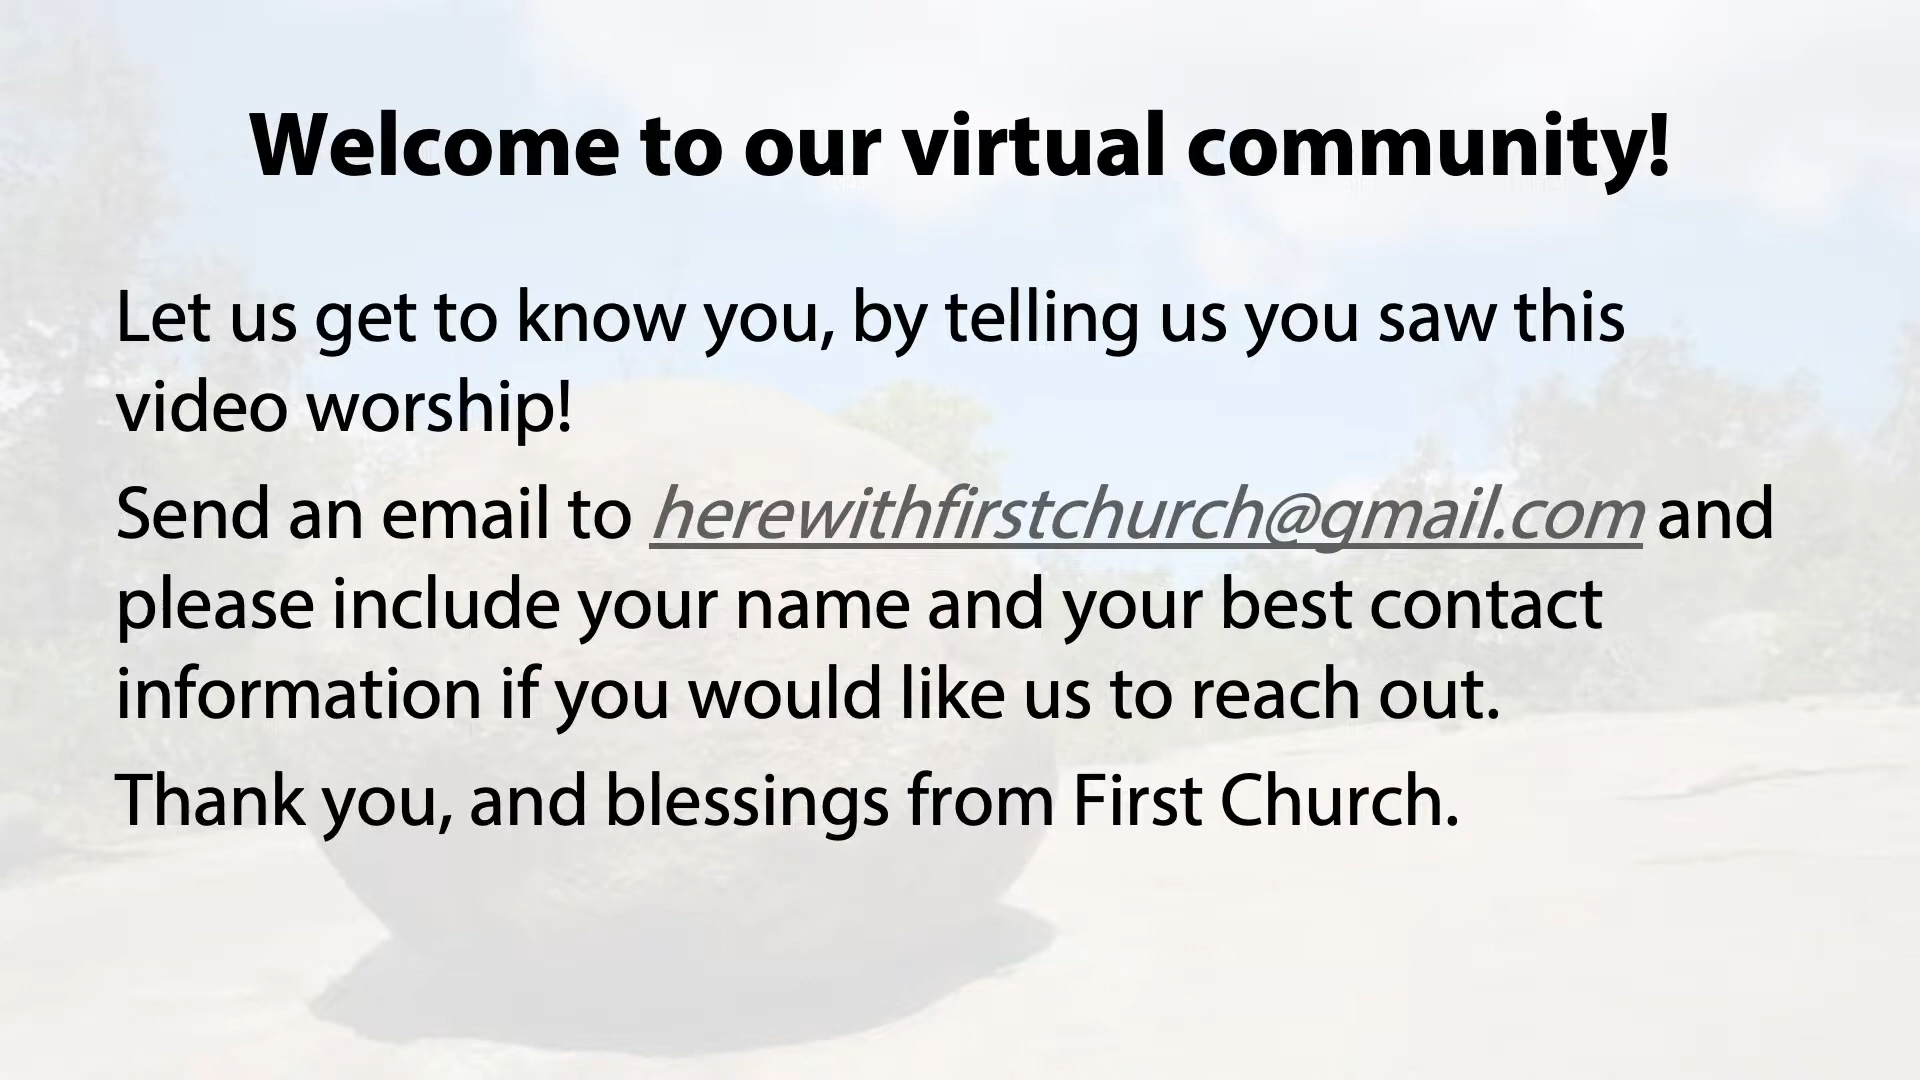 Welcome to our virtual community!
Let us get to know you, by telling us you saw this
video worship!
Send an email to herewithfirstchurch@gmail.com and
please include your name and your best contact
information if you would like us to reach out.
Thank you, and blessings from First Church.